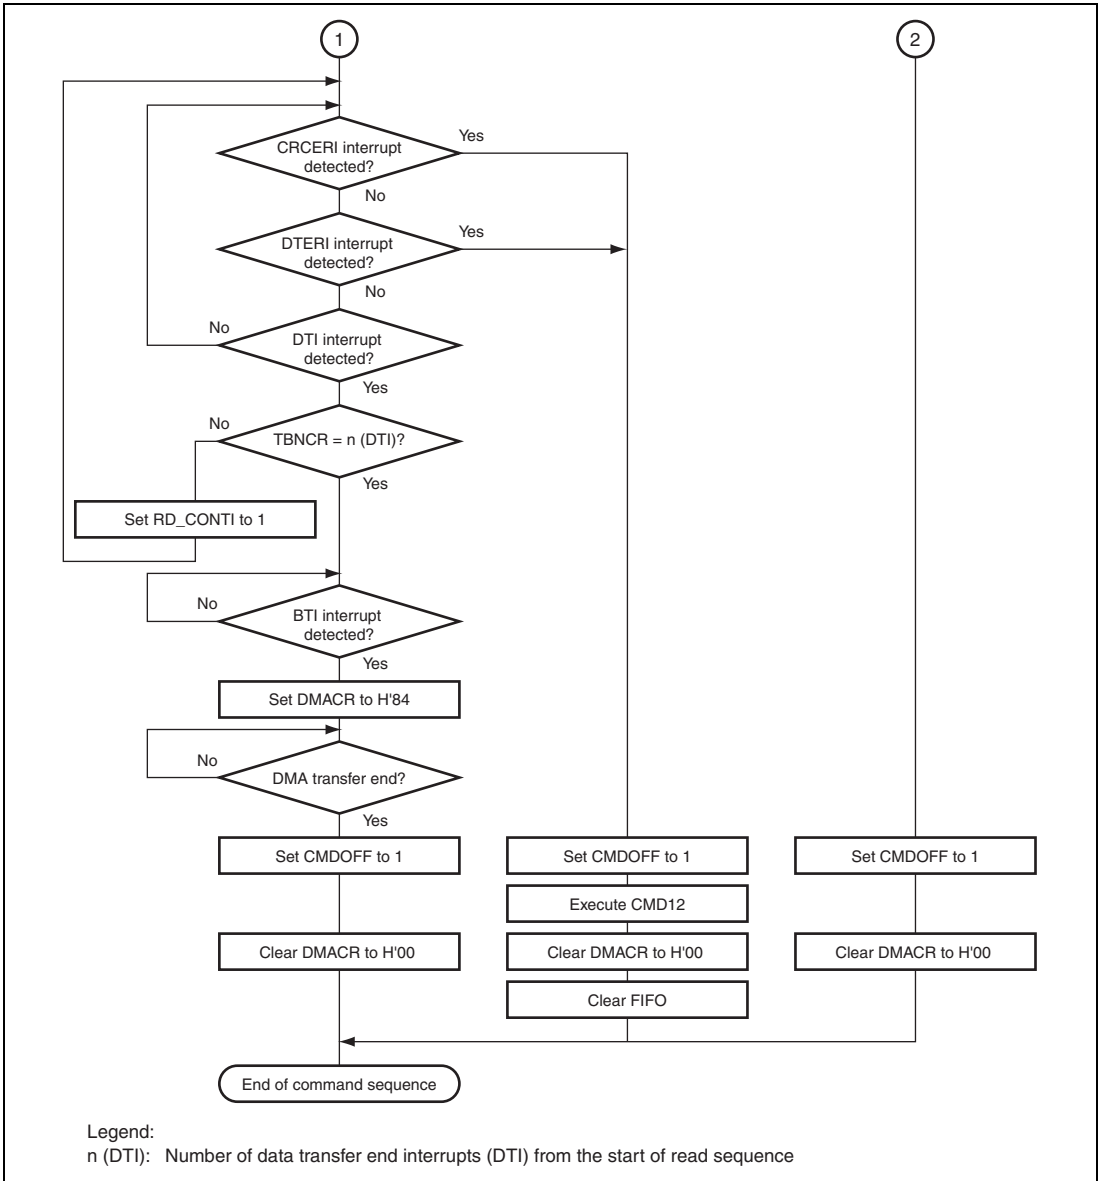 1
2
CRCERI interrupt
detected?
Yes
No
DTERI interrupt
detected?
Yes
No
No
DTI interrupt
detected?
Yes
No
TBNCR = n (DTI)?
Yes
Set RD_CONTI to 1
No
BTI interrupt
detected?
Yes
Set DMACR to H'84
No
DMA transfer end?
Yes
Set CMDOFF to 1
Set CMDOFF to 1
Set CMDOFF to 1
Execute CMD12
Clear DMACR to H'00
Clear DMACR to H'00
Clear DMACR to H'00
Clear FIFO
End of command sequence
Legend:
n (DTI): Number of data transfer end interrupts (DTI) from the start of read sequence